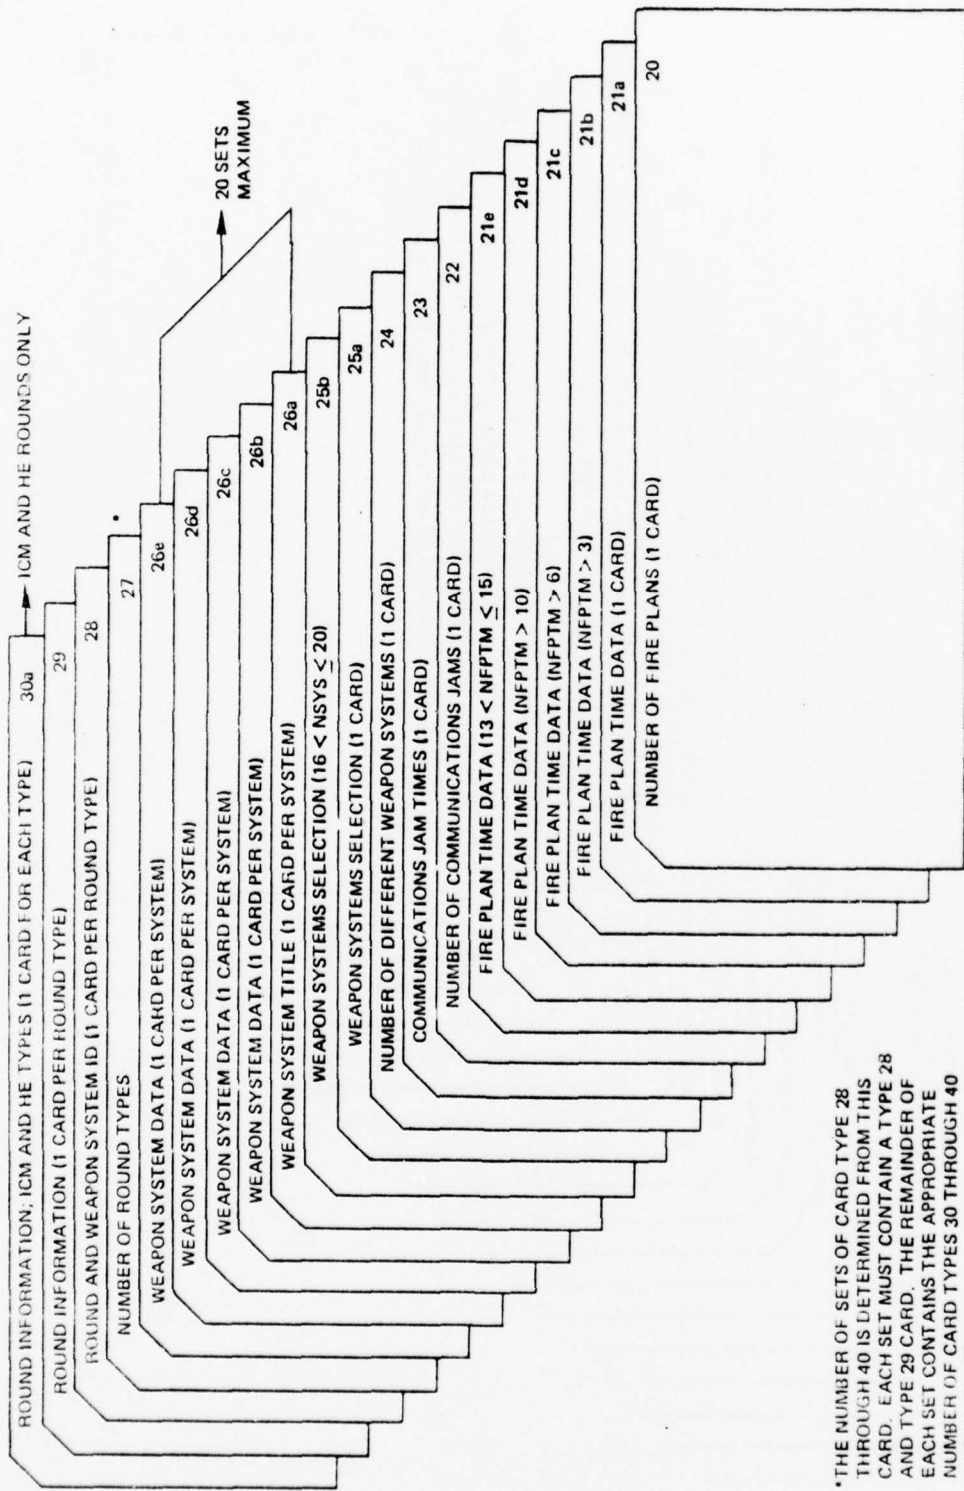 ROUND INFORMATION; ICM AND HE TYPES (1 CARD FOR EACH TYPE) 30a
ICM AND HE ROUNDS ONLY
ROUND INFORMATION (1 CARD PER ROUND TYPE) 29
ROUND AND WEAPON SYSTEM ID (1 CARD PER ROUND TYPE) 28
NUMBER OF ROUND TYPES 27 *
WEAPON SYSTEM DATA (1 CARD PER SYSTEM) 26e
WEAPON SYSTEM DATA (1 CARD PER SYSTEM) 26d
WEAPON SYSTEM DATA (1 CARD PER SYSTEM) 26c
WEAPON SYSTEM DATA (1 CARD PER SYSTEM) 26b
WEAPON SYSTEM TITLE (1 CARD PER SYSTEM) 26a
20 SETS
MAXIMUM
WEAPON SYSTEMS SELECTION (16 < NSYS ≤ 20) 25b
WEAPON SYSTEMS SELECTION (1 CARD) 25a
NUMBER OF DIFFERENT WEAPON SYSTEMS (1 CARD) 24
COMMUNICATIONS JAM TIMES (1 CARD) 23
NUMBER OF COMMUNICATIONS JAMS (1 CARD) 22
FIRE PLAN TIME DATA (13 < NFPTM ≤ 15) 21e
FIRE PLAN TIME DATA (NFPTM > 10) 21d
FIRE PLAN TIME DATA (NFPTM > 6) 21c
FIRE PLAN TIME DATA (NFPTM > 3) 21b
FIRE PLAN TIME DATA (1 CARD) 21a
NUMBER OF FIRE PLANS (1 CARD) 20
*THE NUMBER OF SETS OF CARD TYPE 28
THROUGH 40 IS DETERMINED FROM THIS
CARD. EACH SET MUST CONTAIN A TYPE 28
AND TYPE 29 CARD. THE REMAINDER OF
EACH SET CONTAINS THE APPROPRIATE
NUMBER OF CARD TYPES 30 THROUGH 40